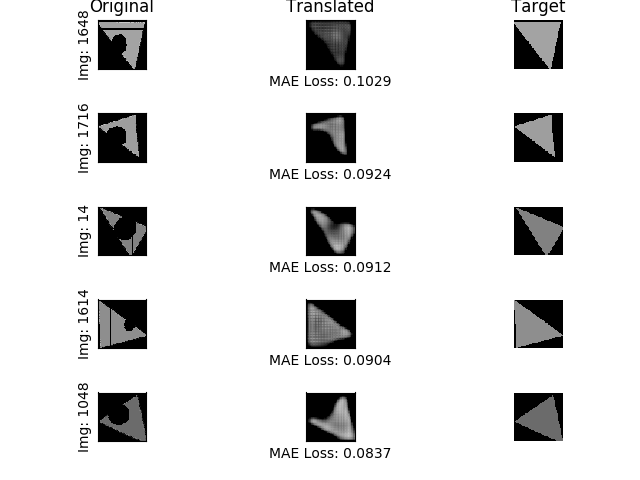 Original Translated Target
Img: 1648
MAE Loss: 0.1029
Img: 1716
MAE Loss: 0.0924
Img: 14
MAE Loss: 0.0912
Img: 1614
MAE Loss: 0.0904
Img: 1048
MAE Loss: 0.0837